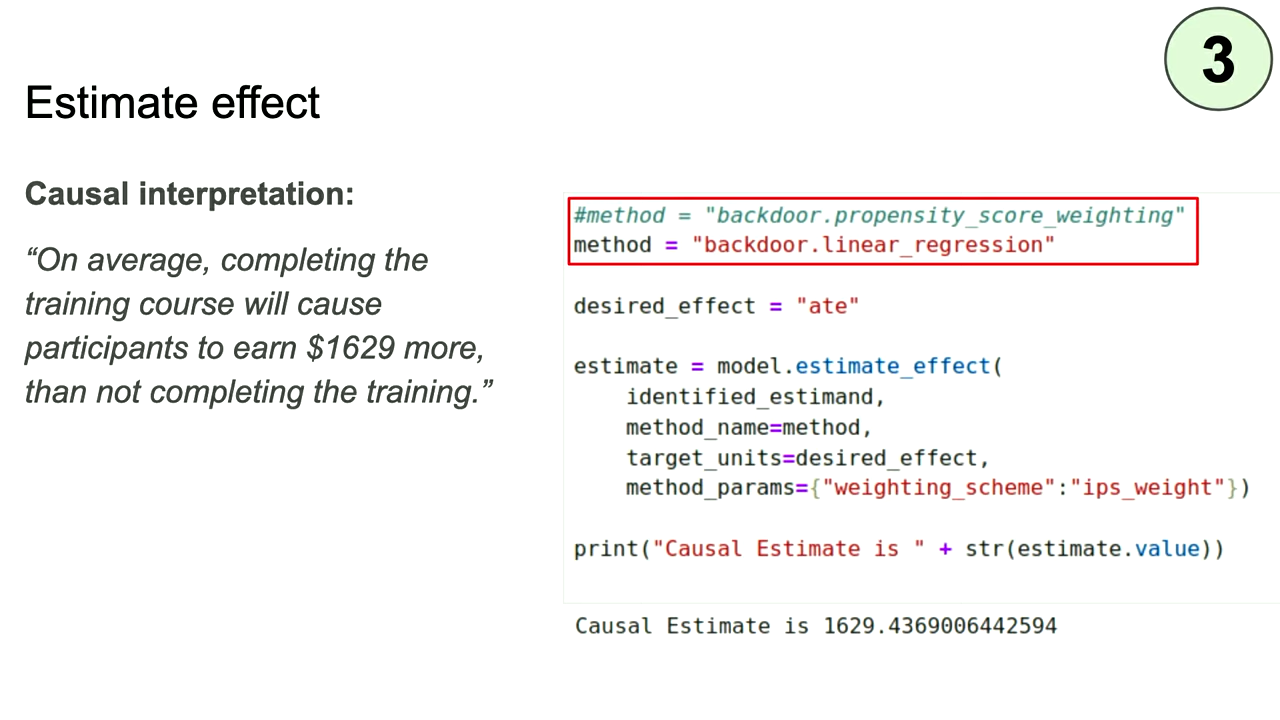 3
Estimate effect
Causal interpretation:
“On average, completing the
training course will cause
participants to earn $1629 more,
than not completing the training.”
#method = "backdoor.propensity_score_weighting"
method = "backdoor.linear_regression"
desired_effect = "ate"
estimate = model.estimate_effect(
    identified_estimand,
    method_name=method,
    target_units=desired_effect,
    method_params={"weighting_scheme":"ips_weight"})
print("Causal Estimate is " + str(estimate.value))
Causal Estimate is 1629.4369006442594